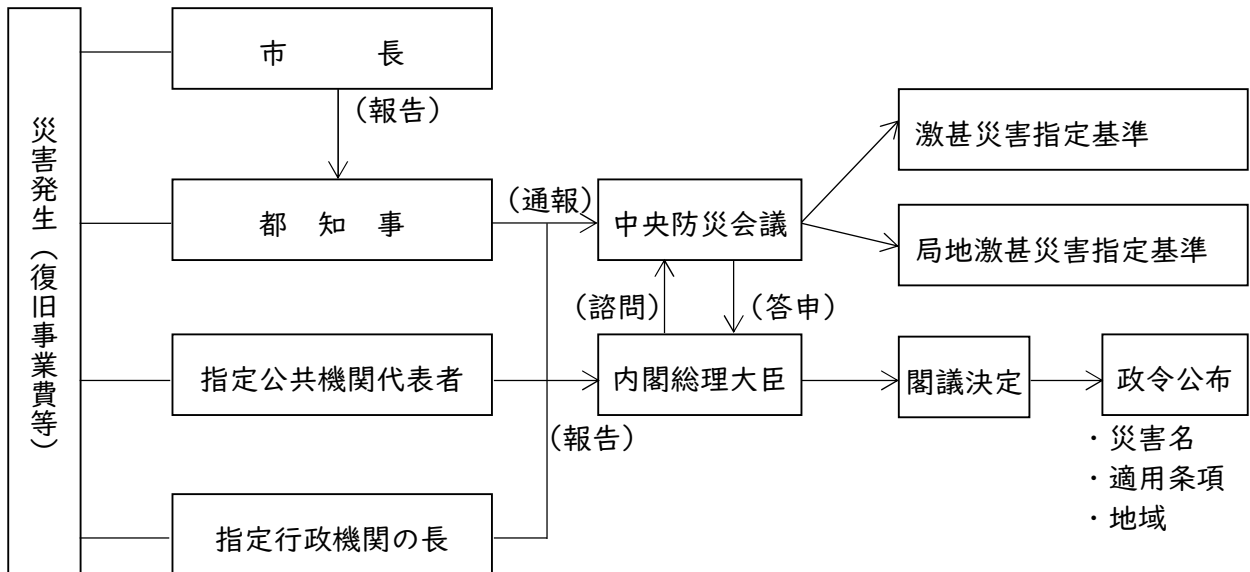 災害発生（復旧事業費等）
市　　　長
（報告）
都　知　事
（通報）
中央防災会議
激甚災害指定基準
局地激甚災害指定基準
（諮問）
（答申）
指定公共機関代表者
内閣総理大臣
閣議決定
政令公布
（報告）
・災害名
・適用条項
・地域
指定行政機関の長